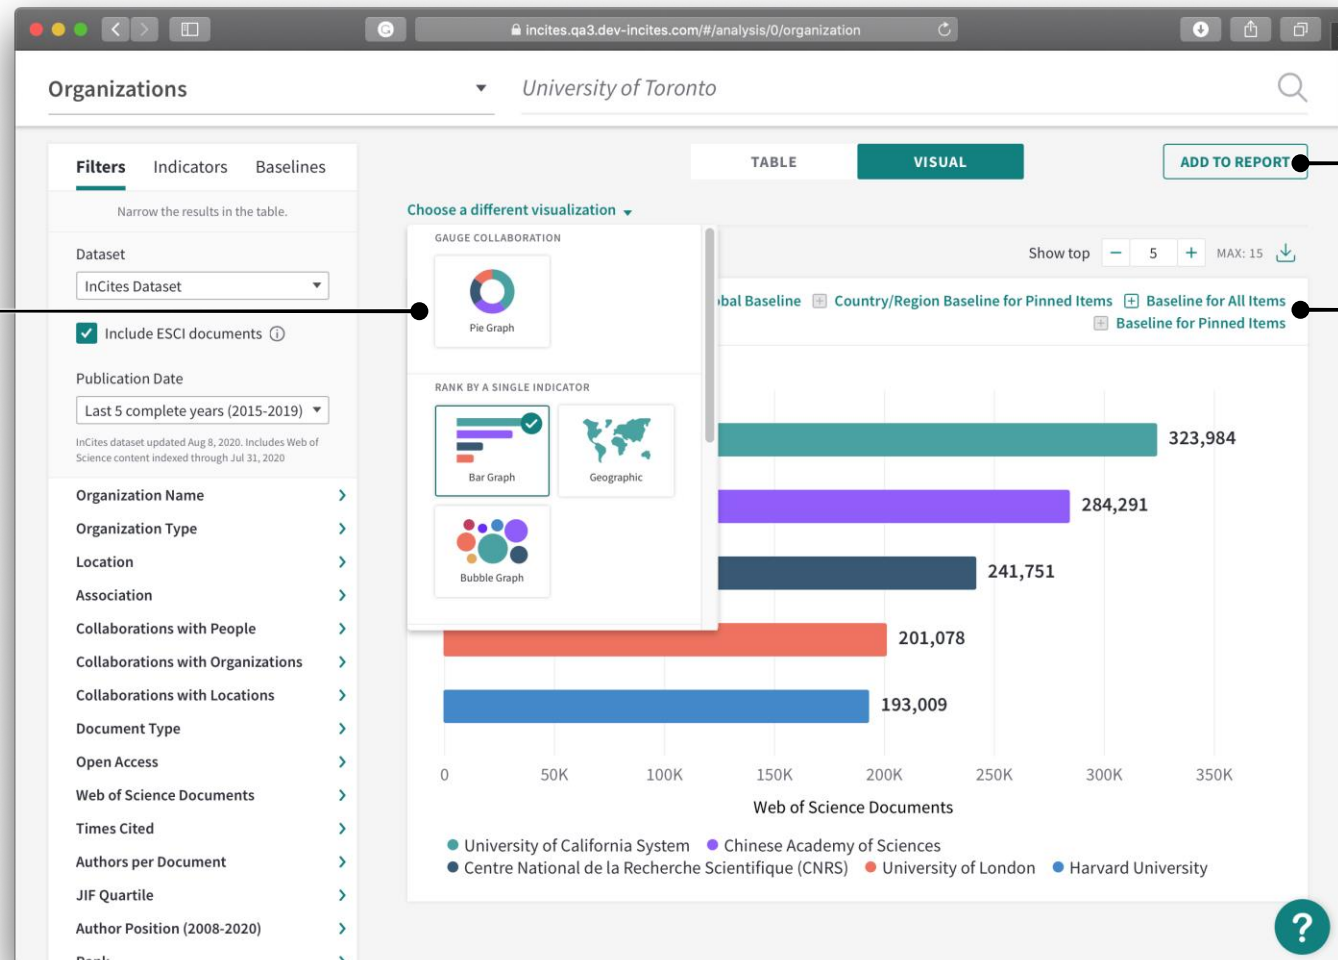 incites.qa3.dev-incites.com/#/analysis/0/organization
Organizations
University of Toronto
Filters Indicators Baselines
Narrow the results in the table.
Dataset
InCites Dataset
Include ESCI documents
Publication Date
Last 5 complete years (2015-2019)
InCites dataset updated Aug 8, 2020. Includes Web of
Science content indexed through Jul 31, 2020
Organization Name
Organization Type
Location
Association
Collaborations with People
Collaborations with Organizations
Collaborations with Locations
Document Type
Open Access
Web of Science Documents
Times Cited
Authors per Document
JIF Quartile
Author Position (2008-2020)
TABLE VISUAL
ADD TO REPORT
Choose a different visualization
GAUGE COLLABORATION
Pie Graph
RANK BY A SINGLE INDICATOR
Bar Graph Geographic
Bubble Graph
Show top − 5 + MAX: 15
Baseline + Country/Region Baseline for Pinned Items + Baseline for All Items
+ Baseline for Pinned Items
323,984
284,291
241,751
201,078
193,009
0 50K 100K 150K 200K 250K 300K 350K
Web of Science Documents
University of California System Chinese Academy of Sciences
Centre National de la Recherche Scientifique (CNRS) University of London Harvard University
?